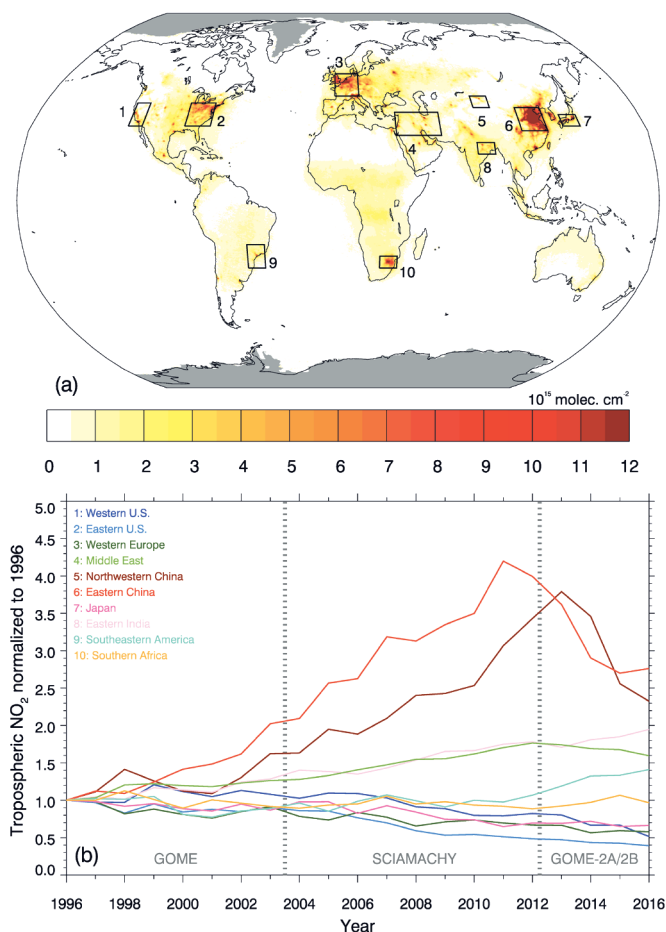 1
2
3
4
5
6
7
8
9
10
(a)
10¹⁵ molec. cm⁻²
0 1 2 3 4 5 6 7 8 9 10 11 12
Topospheric NO₂ normalized to 1996
5.0
4.5
4.0
3.5
3.0
2.5
2.0
1.5
1.0
0.5
0.0
1: Western U.S.
2: Eastern U.S.
3: Western Europe
4: Middle East
5: Northwestern China
6: Eastern China
7: Japan
8: Eastern India
9: Southeastern America
10: Southern Africa
(b)
GOME SCIAMACHY GOME-2A/2B
1996 1998 2000 2002 2004 2006 2008 2010 2012 2014 2016
Year